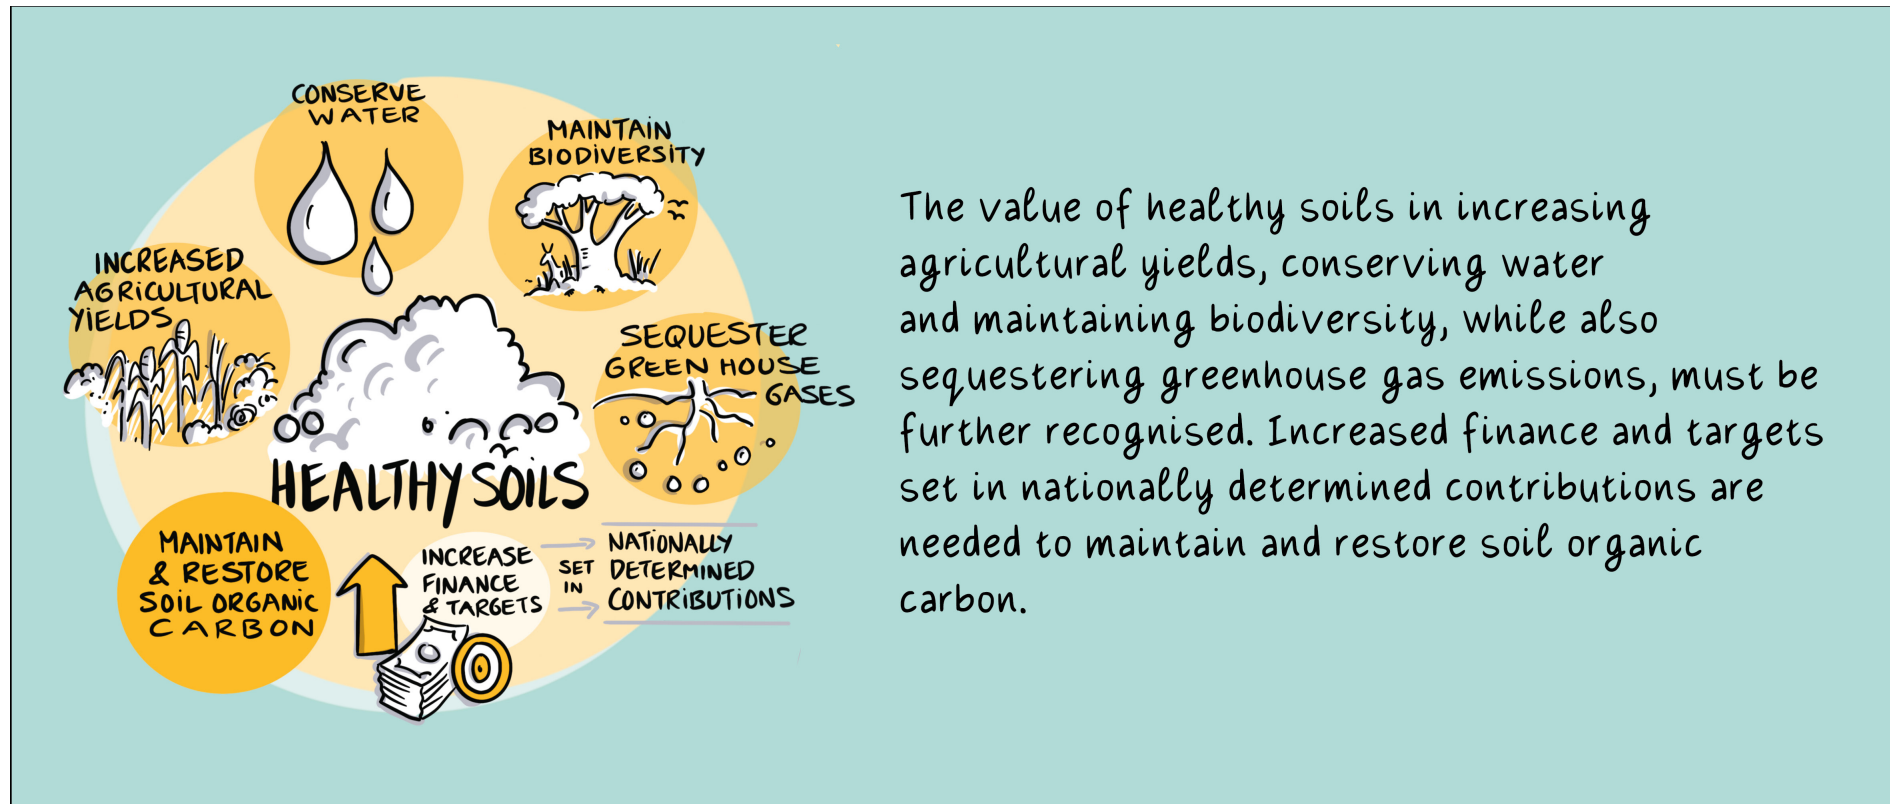 CONSERVE
WATER
MAINTAIN
BIODIVERSITY
INCREASED
AGRICULTURAL
YIELDS
SEQUESTER
GREEN HOUSE
GASES
HEALTHY SOILS
MAINTAIN
& RESTORE
SOIL ORGANIC
CARBON
INCREASE
FINANCE
& TARGETS
SET
IN
NATIONALLY
DETERMINED
CONTRIBUTIONS
The value of healthy soils in increasing
agricultural yields, conserving water
and maintaining biodiversity, while also
sequestering greenhouse gas emissions, must be
further recognised. Increased finance and targets
set in nationally determined contributions are
needed to maintain and restore soil organic
carbon.